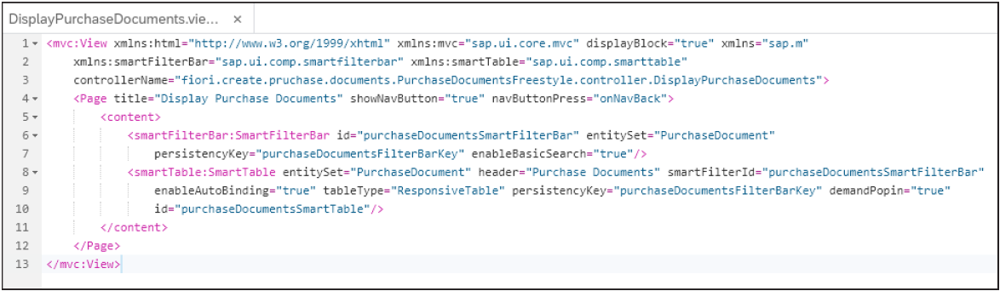 DisplayPurchaseDocuments.vie... ×
1 <mvc:View xmlns:html="http://www.w3.org/1999/xhtml" xmlns:mvc="sap.ui.core.mvc" displayBlock="true" xmlns="sap.m"
2 xmlns:smartFilterBar="sap.ui.comp.smartfilterbar" xmlns:smartTable="sap.ui.comp.smarttable"
3 controllerName="fiori.create.pruchase.documents.PurchaseDocumentsFreestyle.controller.DisplayPurchaseDocuments">
4 <Page title="Display Purchase Documents" showNavButton="true" navButtonPress="onNavBack">
5 <content>
6 <smartFilterBar:SmartFilterBar id="purchaseDocumentsSmartFilterBar" entitySet="PurchaseDocument"
7 persistencyKey="purchaseDocumentsFilterBarKey" enableBasicSearch="true"/>
8 <smartTable:SmartTable entitySet="PurchaseDocument" header="Purchase Documents" smartFilterId="purchaseDocumentsSmartFilterBar"
9 enableAutoBinding="true" tableType="ResponsiveTable" persistencyKey="purchaseDocumentsFilterBarKey" demandPopin="true"
10 id="purchaseDocumentsSmartTable"/>
11 </content>
12 </Page>
13 </mvc:View>